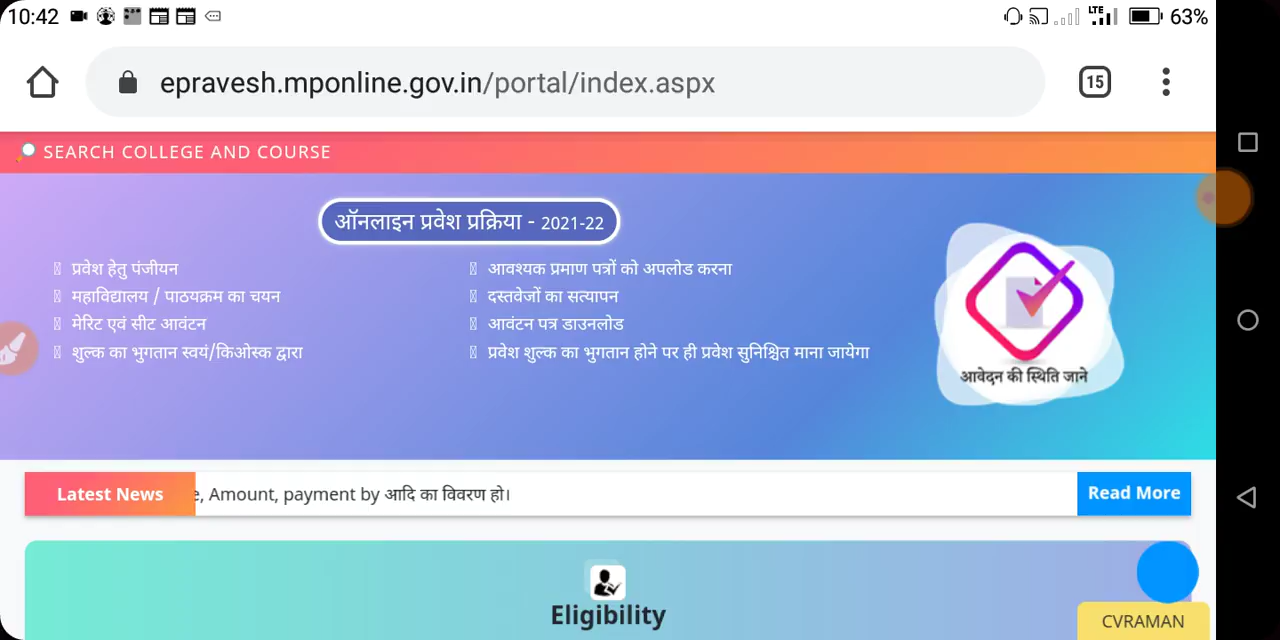 10:42
LTE
63%
epravesh.mponline.gov.in/portal/index.aspx
15
SEARCH COLLEGE AND COURSE
ऑनलाइन प्रवेश प्रक्रिया - 2021-22
प्रवेश हेतु पंजीयन
आवश्यक प्रमाण पत्रों को अपलोड करना
महाविद्यालय / पाठयक्रम का चयन
दस्तवेजों का सत्यापन
मेरिट एवं सीट आवंटन
आवंटन पत्र डाउनलोड
शुल्क का भुगतान स्वयं/किओस्क द्वारा
प्रवेश शुल्क का भुगतान होने पर ही प्रवेश सुनिश्चित माना जायेगा
आवेदन की स्थिति जाने
Latest News
e, Amount, payment by आदि का विवरण हो।
Read More
Eligibility
CVRAMAN